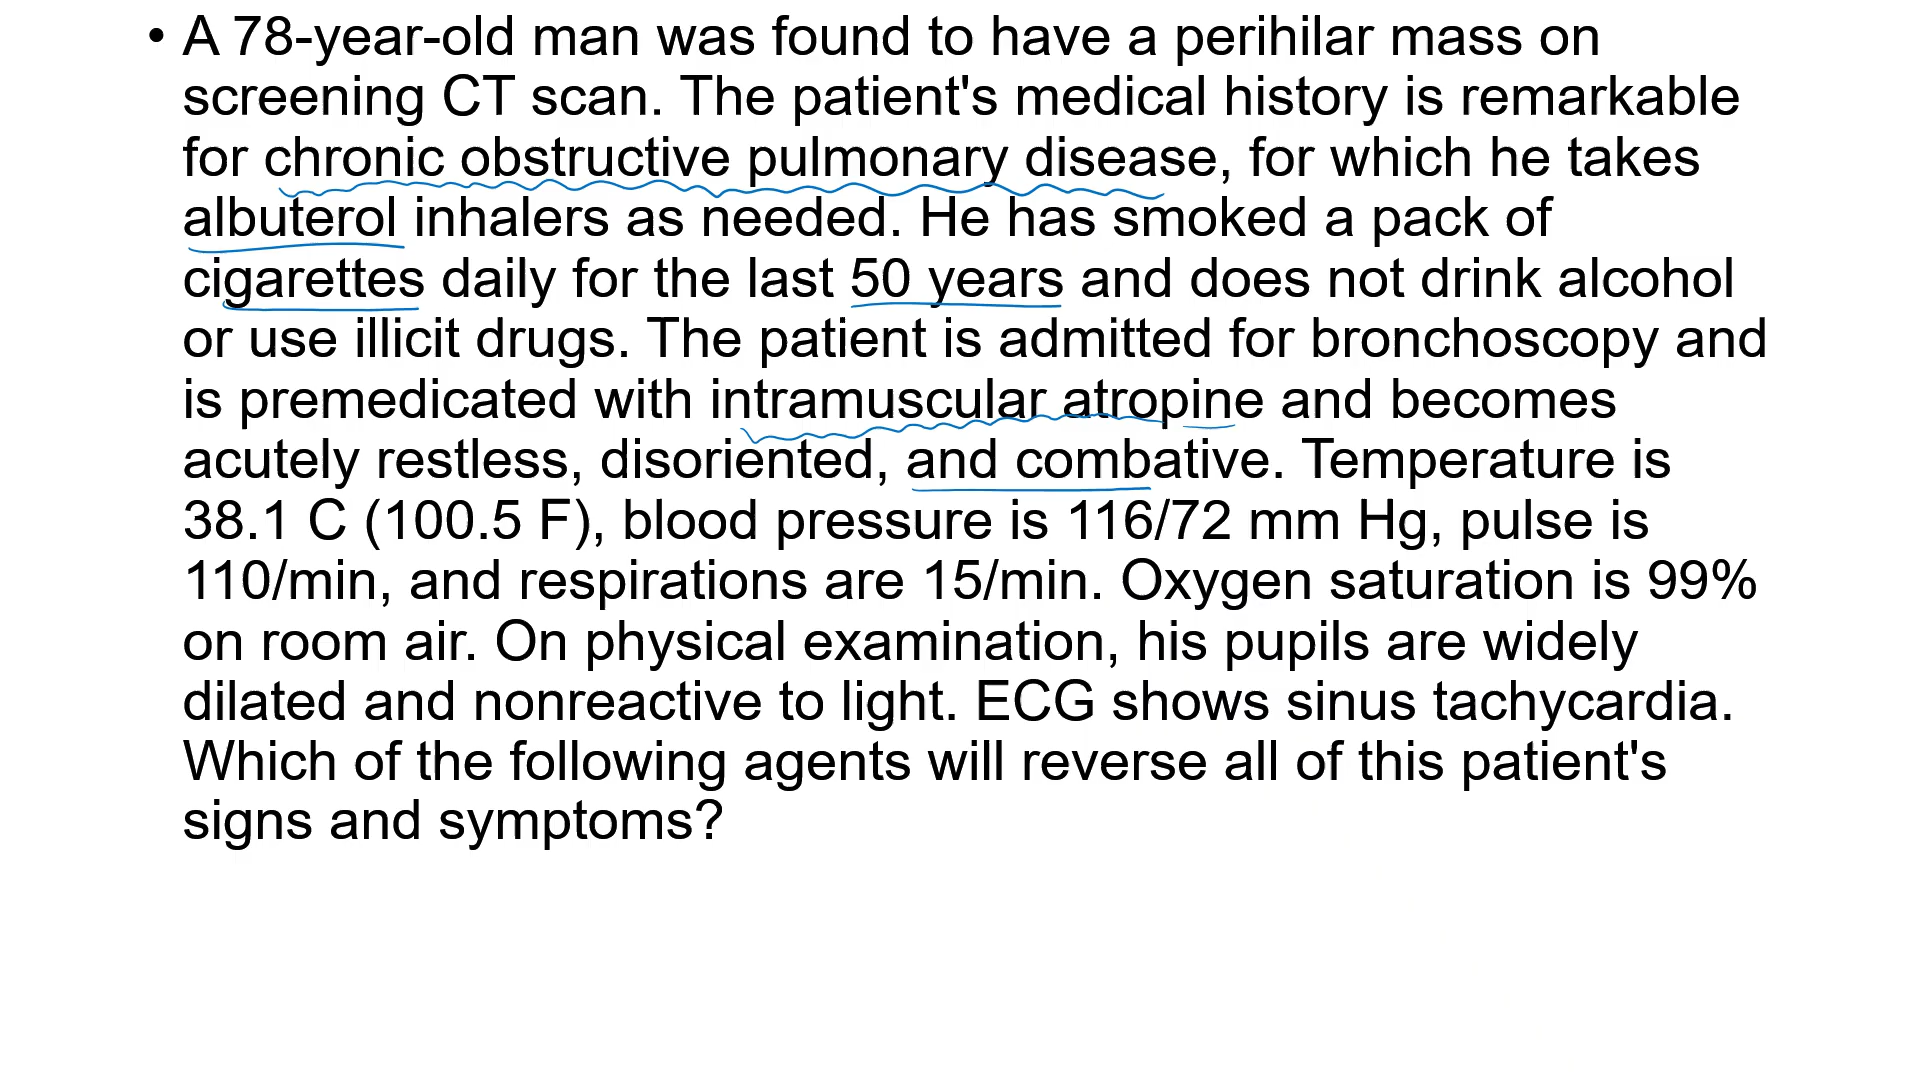 • A 78-year-old man was found to have a perihilar mass on
screening CT scan. The patient's medical history is remarkable
for chronic obstructive pulmonary disease, for which he takes
albuterol inhalers as needed. He has smoked a pack of
cigarettes daily for the last 50 years and does not drink alcohol
or use illicit drugs. The patient is admitted for bronchoscopy and
is premedicated with intramuscular atropine and becomes
acutely restless, disoriented, and combative. Temperature is
38.1 C (100.5 F), blood pressure is 116/72 mm Hg, pulse is
110/min, and respirations are 15/min. Oxygen saturation is 99%
on room air. On physical examination, his pupils are widely
dilated and nonreactive to light. ECG shows sinus tachycardia.
Which of the following agents will reverse all of this patient's
signs and symptoms?